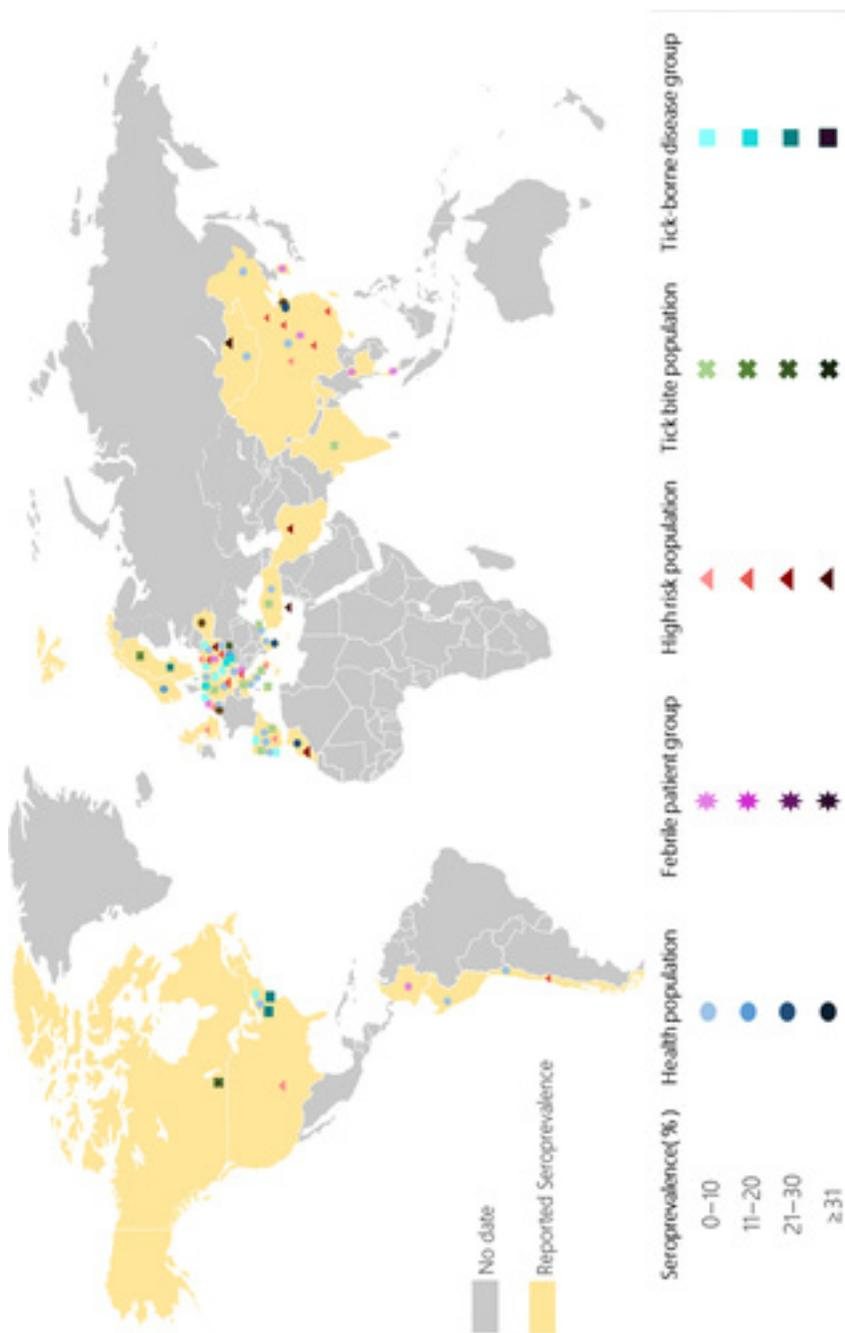 No date
Reported Seroprevalence
Seroprevalence(%) Health population Febrile patient group High risk population Tick bite population Tick-borne disease group
0–10
11–20
21–30
≥31